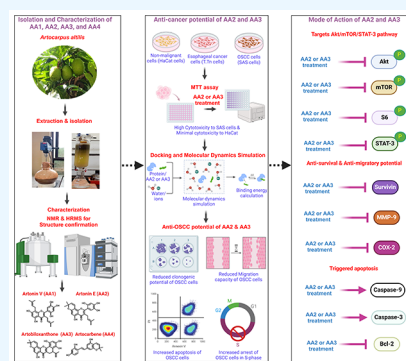 Isolation and Characterization of
AA1, AA2, AA3, and AA4
Artocarpus altilis
Extraction & isolation
Characterization
NMR & HRMS for
Structure confirmation
Artonin V (AA1)
Artonin E (AA2)
Artobiloxanthone (AA3)
Artocarbene (AA4)
Anti-cancer potential of AA2 and AA3
Non-malignant
cells (HaCat cells)
Esophageal cancer
cells (T.Tn cells)
OSCC cells
(SAS cells)
MTT assay
AA2 or AA3
treatment
High Cytotoxicity to SAS cells &
Minimal cytotoxicity to HaCat
Docking and Molecular Dynamics Simulation
Protein/
AA2 or AA3
Water/
ions
Molecular dynamics
simulation
Binding energy
calculation
Anti-OSCC potential of AA2 & AA3
Reduced clonogenic
potential of OSCC cells
Reduced Migration
capacity of OSCC cells
M
G1
G2
S
Increased apoptosis of
OSCC cells
Increased arrest of
OSCC cells in S-phase
Mode of Action of AA2 and AA3
Targets Akt/mTOR/STAT-3 pathway
AA2 or AA3
treatment
P
Akt
AA2 or AA3
treatment
P
mTOR
AA2 or AA3
treatment
P
S6
AA2 or AA3
treatment
P
STAT-3
Anti-survival & Anti-migratory potential
AA2 or AA3
treatment
Survivin
AA2 or AA3
treatment
MMP-9
AA2 or AA3
treatment
COX-2
Triggered apoptosis
AA2 or AA3
treatment
Caspase-9
AA2 or AA3
treatment
Caspase-3
AA2 or AA3
treatment
Bcl-2